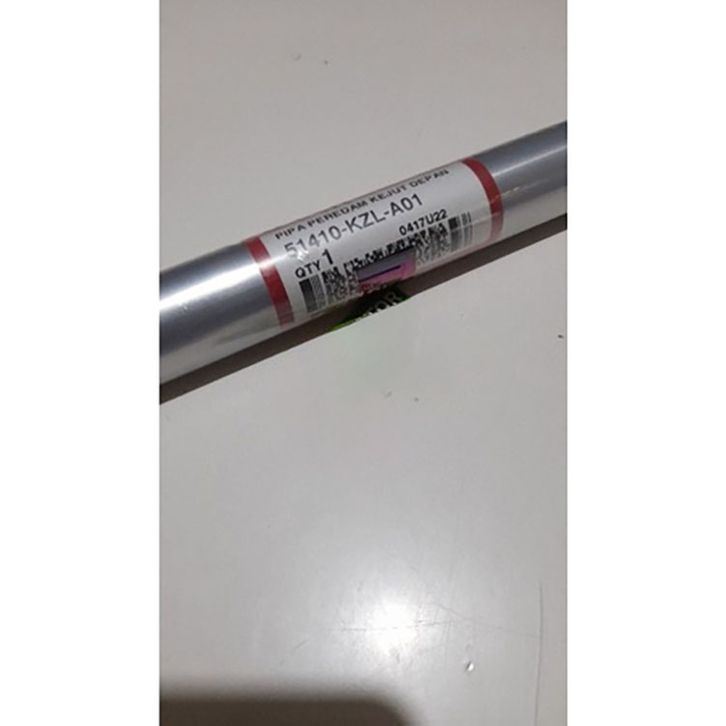 PIPA PEREDAM KEJUT DEPAN
51410-KZL-A01
0417U22
QTY 1